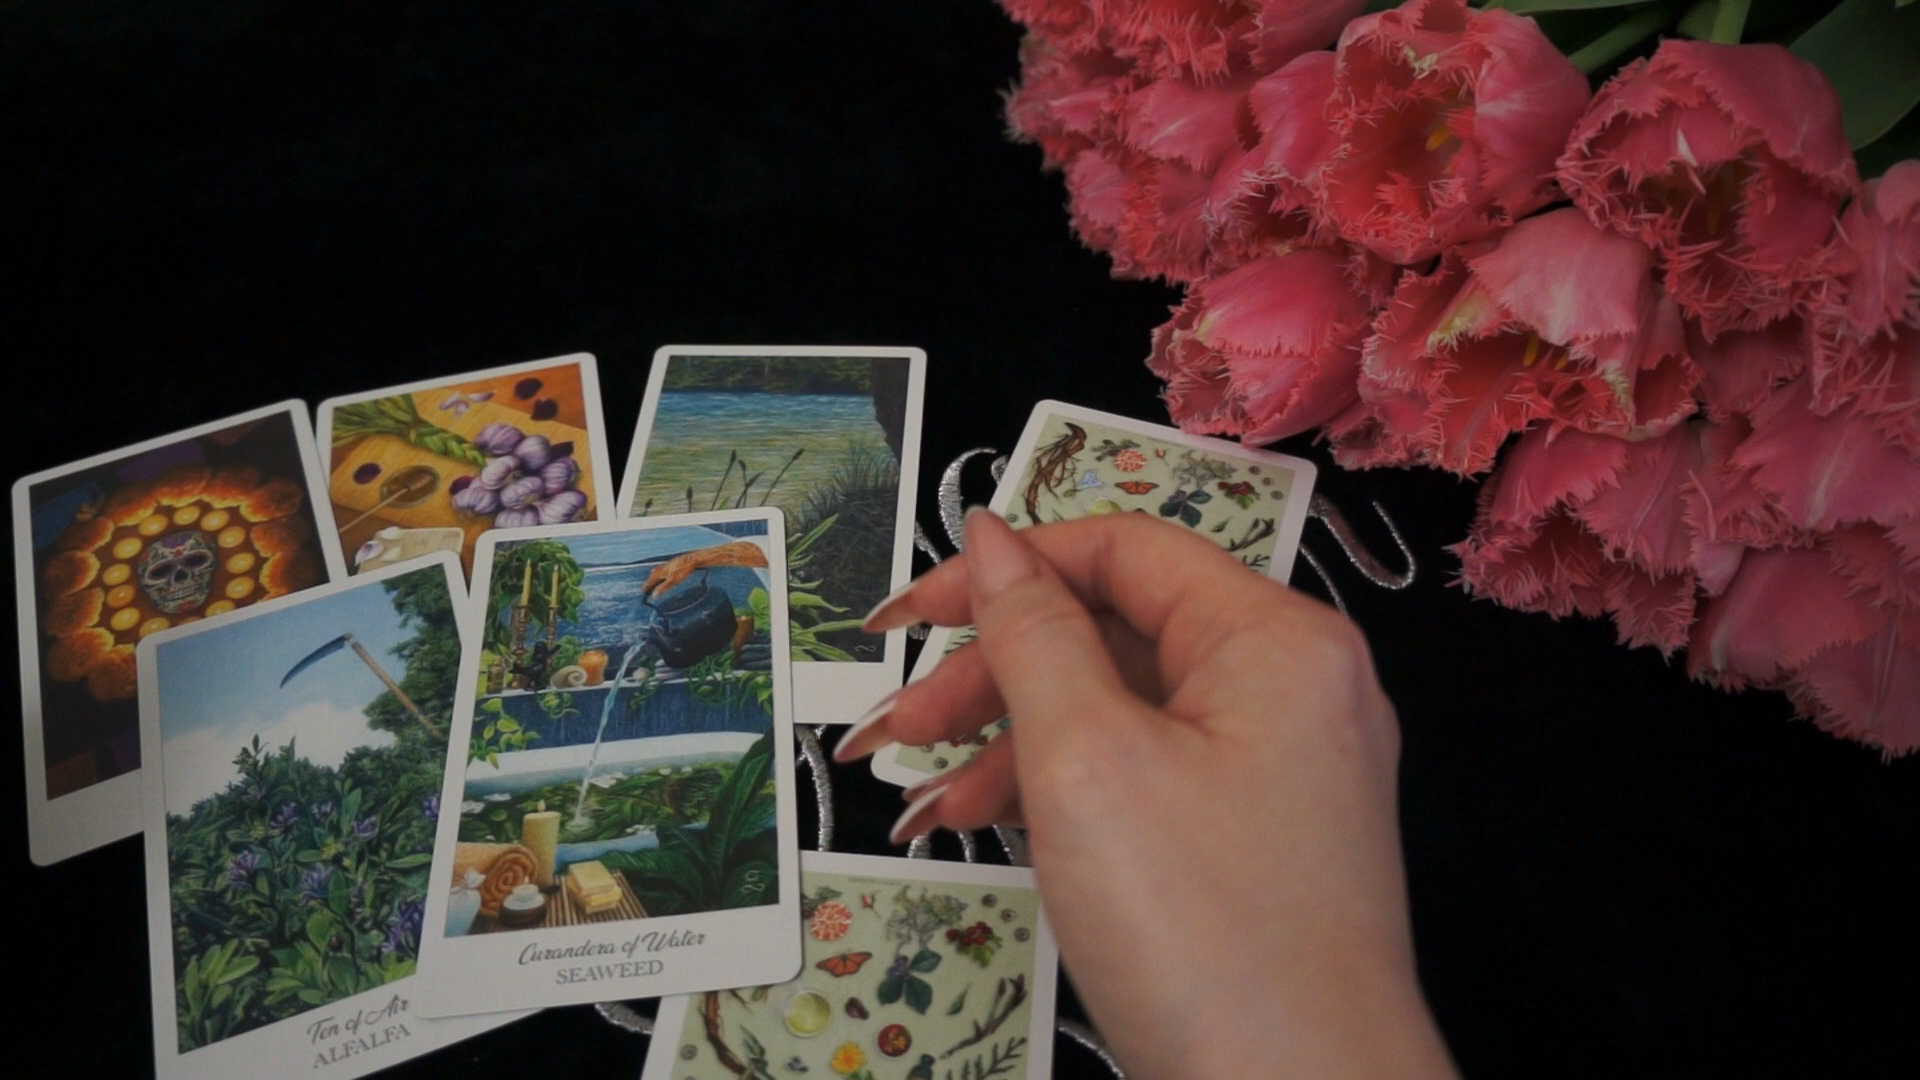 Curandera of Water
SEAWEED
Ten of Air
ALFALFA